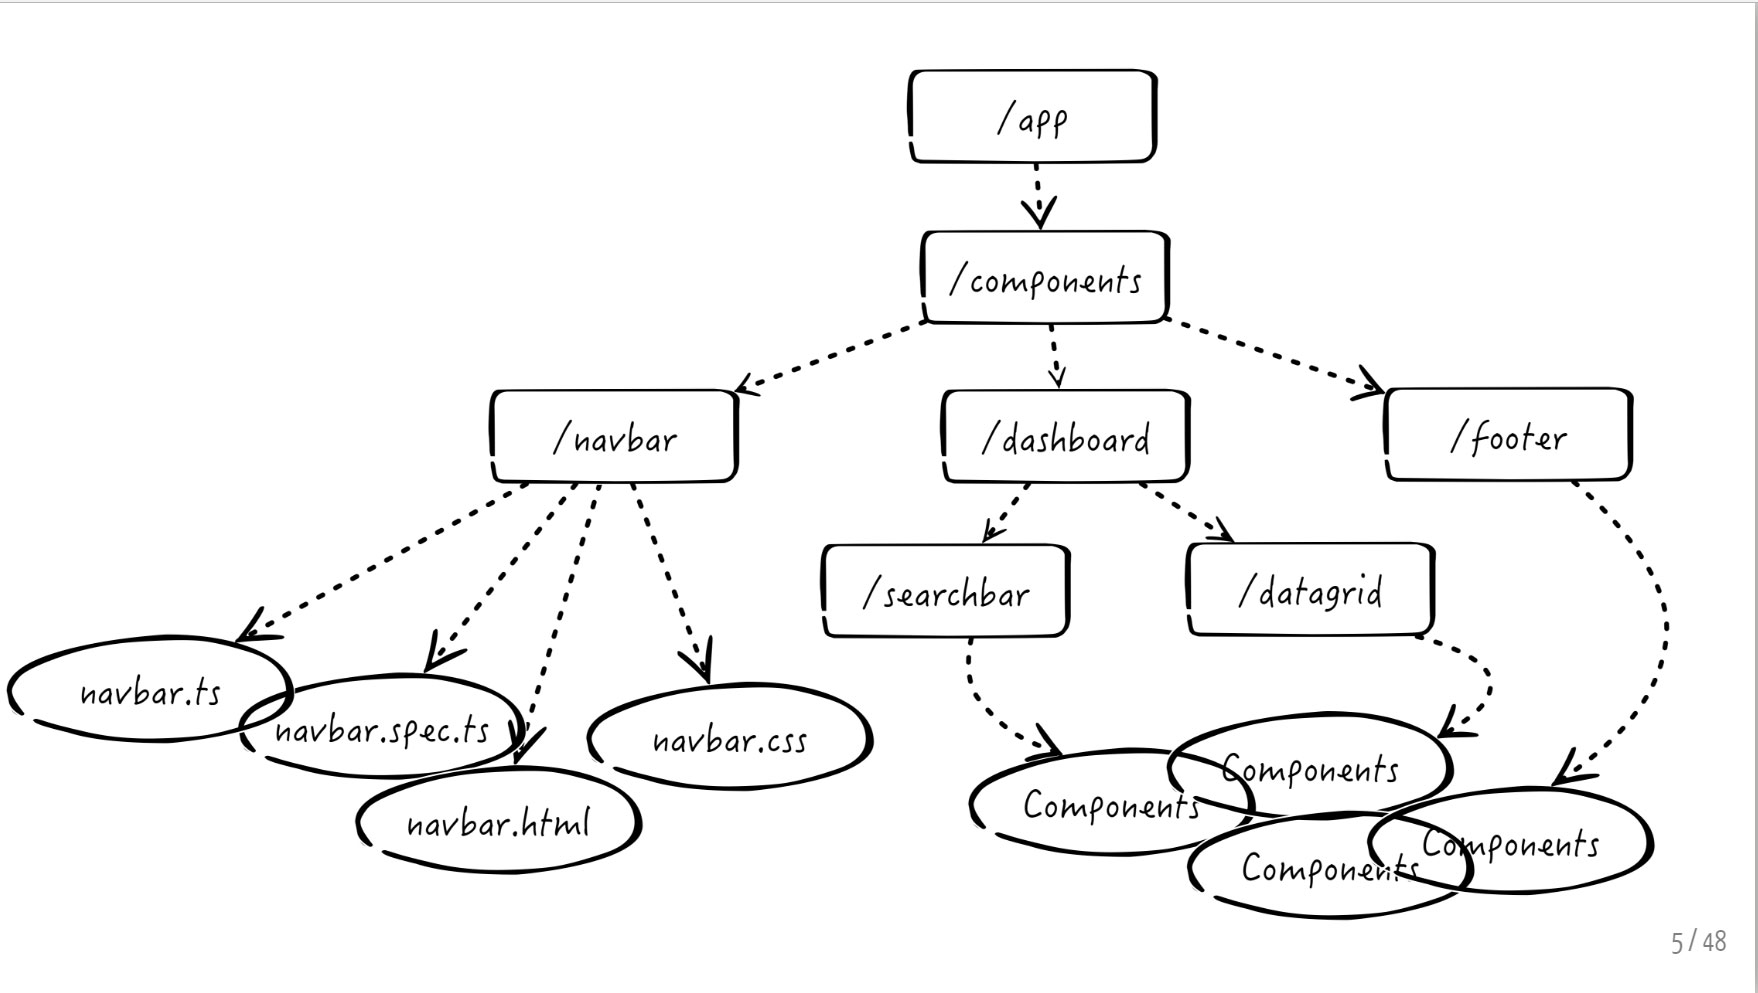 /app
/components
/navbar
/dashboard
/footer
/searchbar
/datagrid
navbar.ts
navbar.spec.ts
navbar.html
navbar.css
Components
Components
Components
Components
5/48